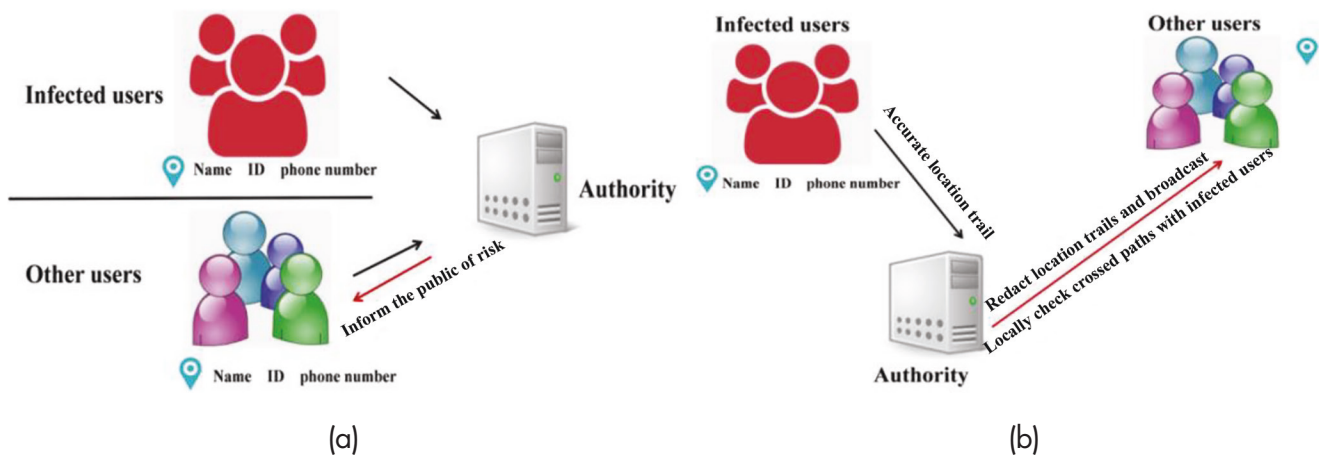 Infected users
Name ID phone number
Authority
Other users
Inform the public of risk
Name ID phone number
(a)
Infected users
Name ID phone number
Accurate location trail
Authority
Other users
Redact location trails and broadcast
Locally check crossed paths with infected users
(b)